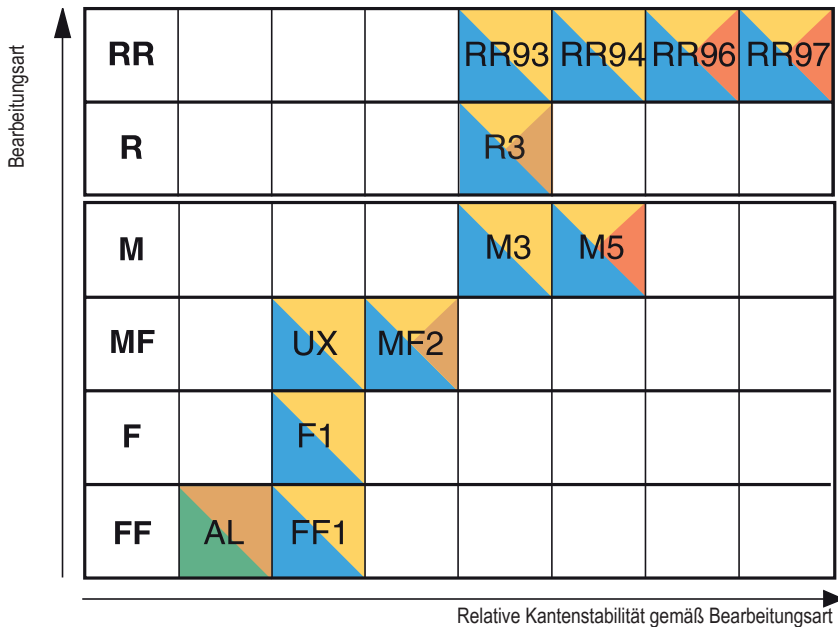 Bearbeitungsart
RR RR93 RR94 RR96 RR97
R R3
M M3 M5
MF UX MF2
F F1
FF AL FF1
Relative Kantenstabilität gemäß Bearbeitungsart